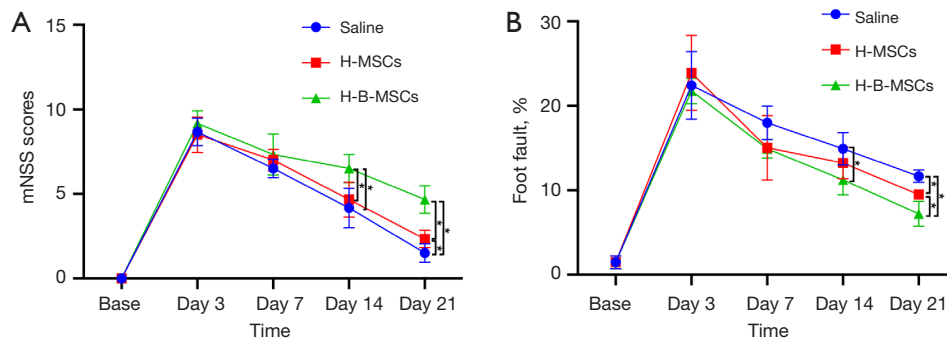 A
mNSS scores
15
10
5
0
Saline
H-MSCs
H-B-MSCs
*
*
*
*
*
Base Day 3 Day 7 Day 14 Day 21
Time
B
Foot fault, %
30
20
10
0
Saline
H-MSCs
H-B-MSCs
*
*
*
*
Base Day 3 Day 7 Day 14 Day 21
Time